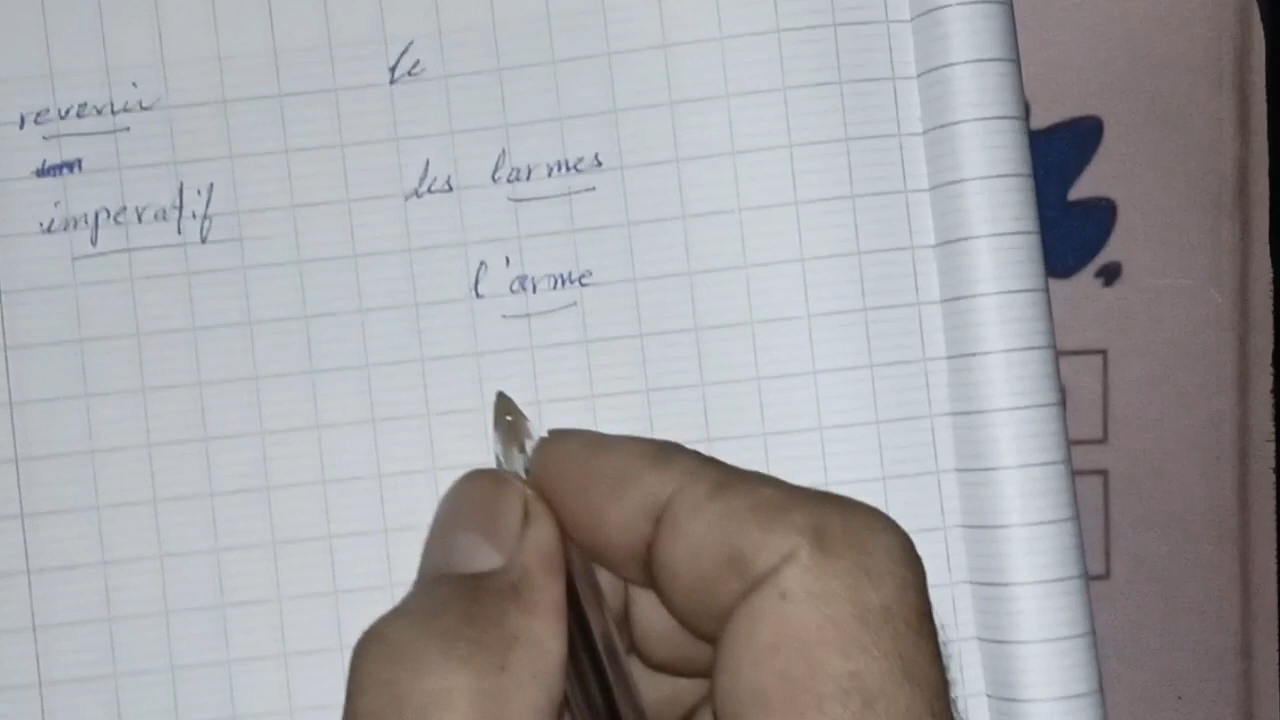 le
revenir
les larmes
imperatif
l'arme